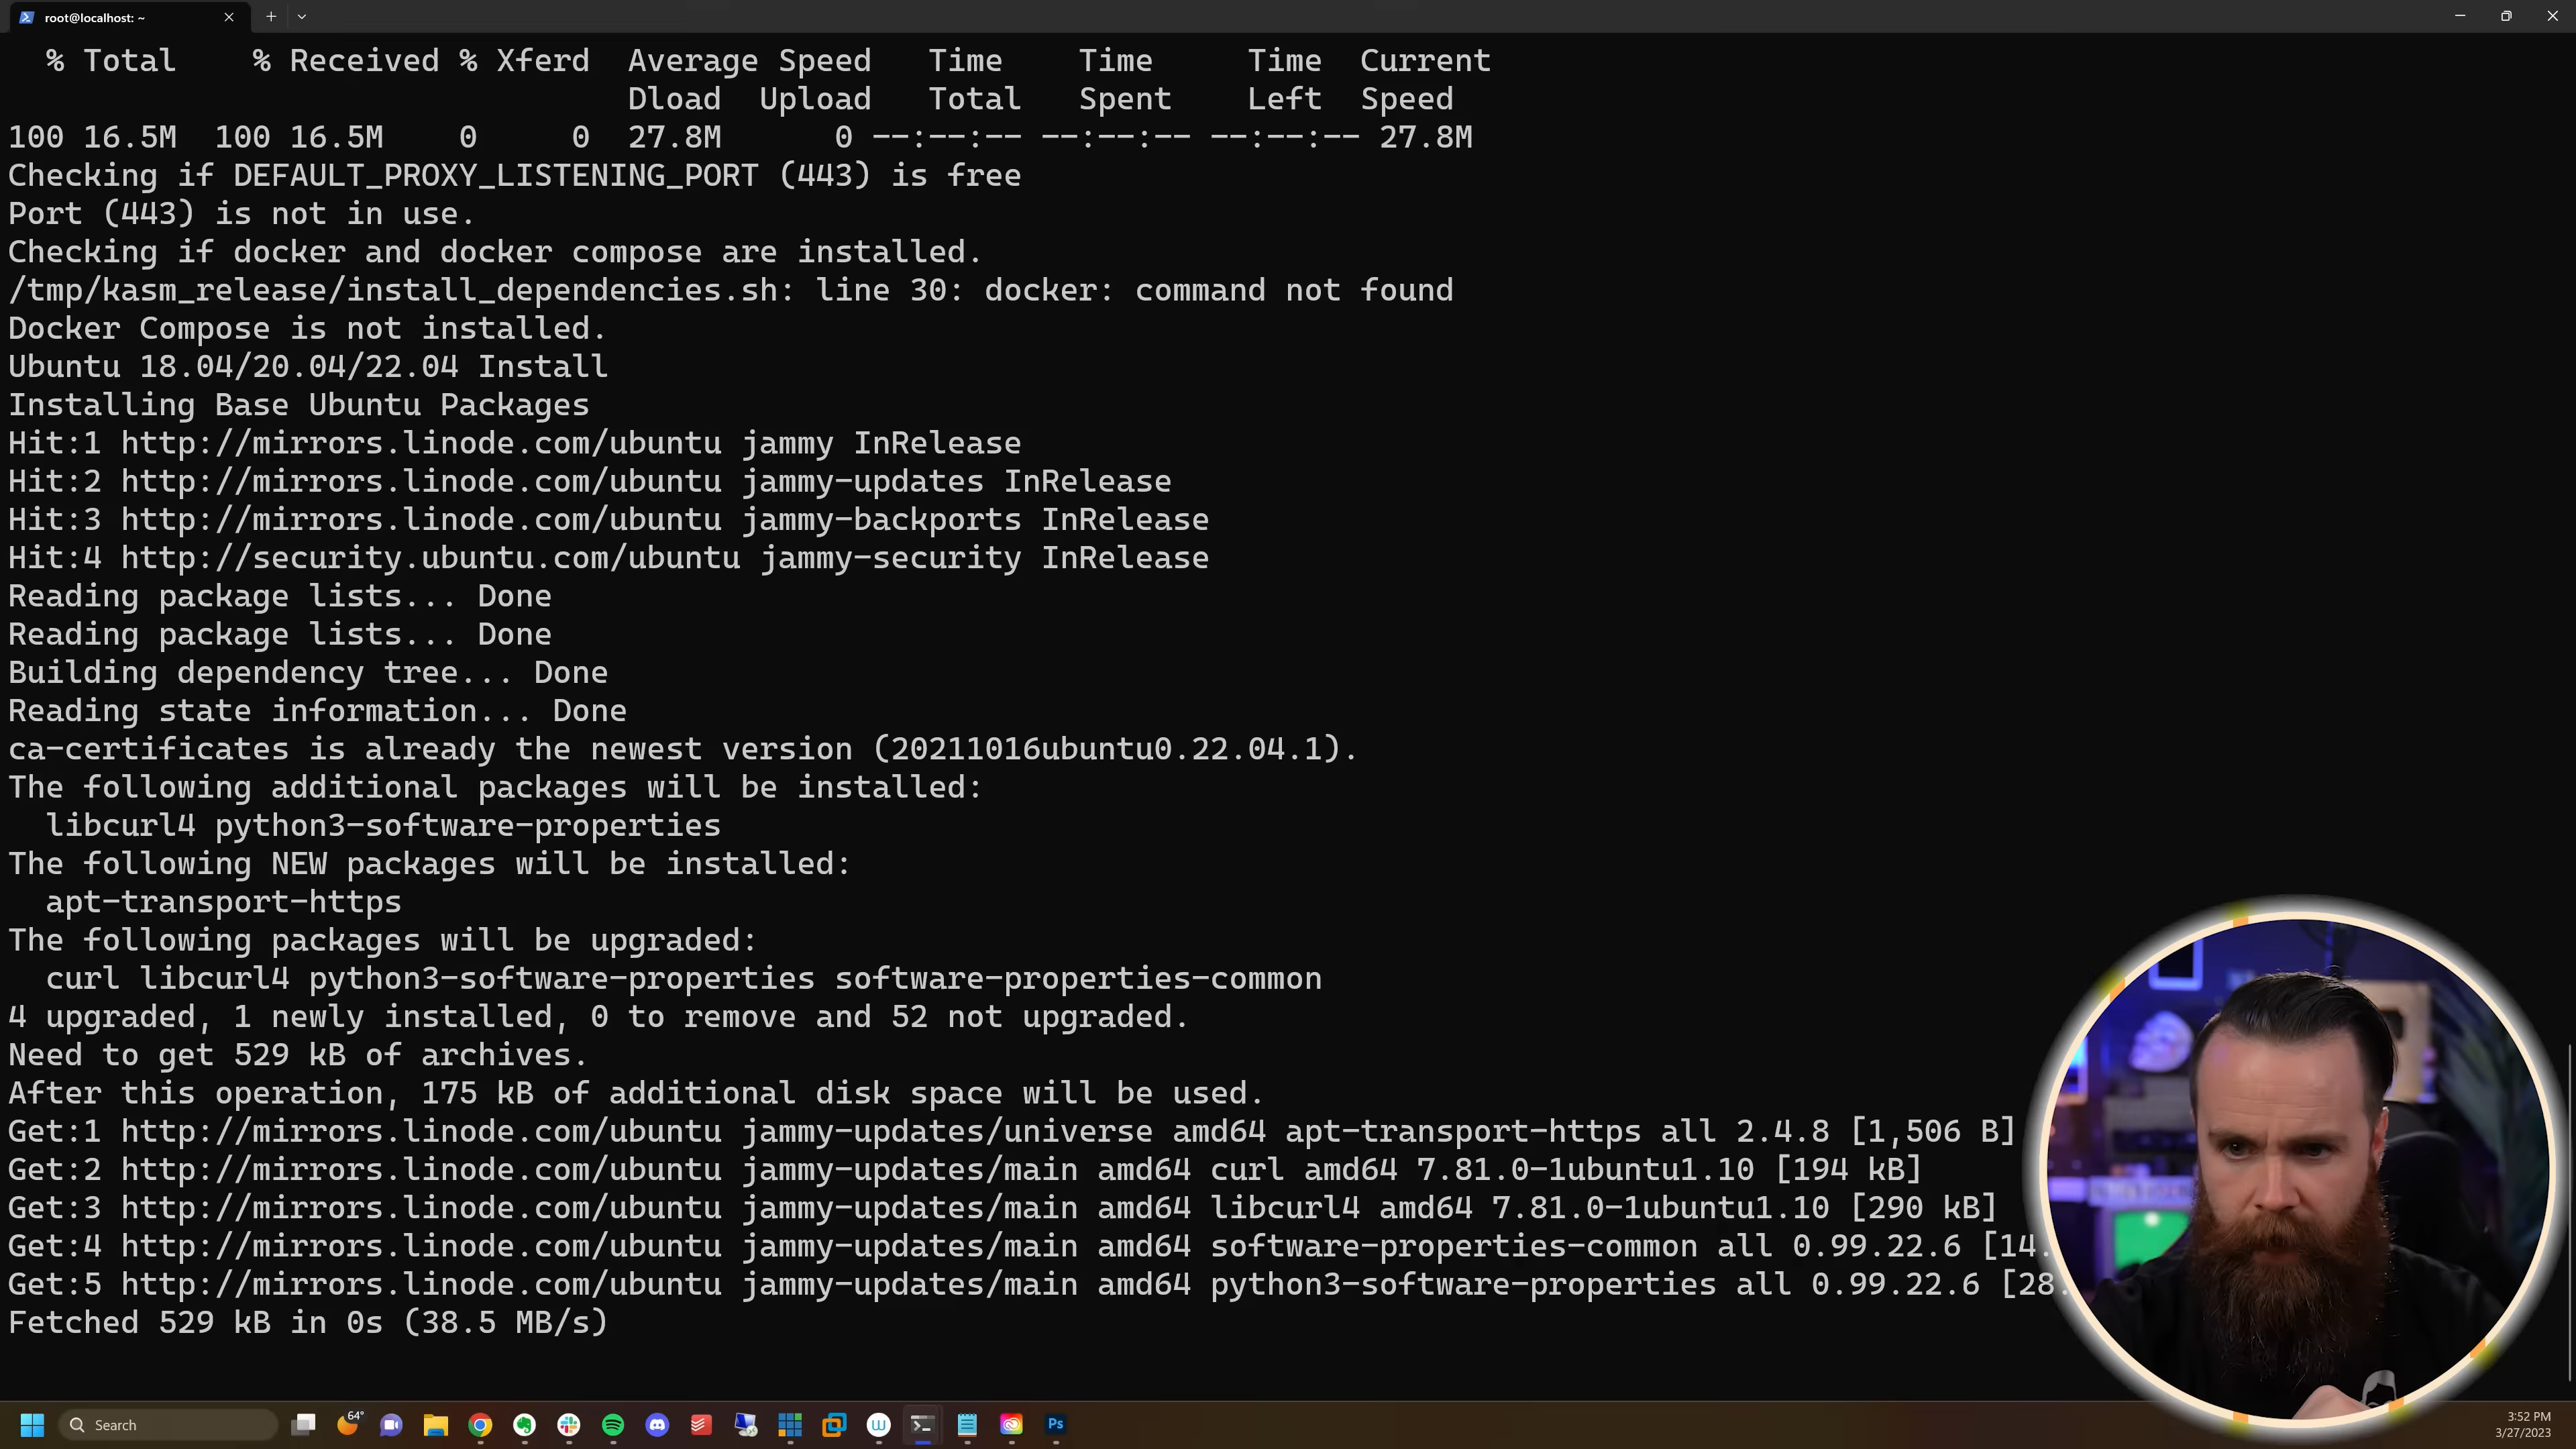 root@localhost: ~
% Total % Received % Xferd Average Speed Time Time Time Current
Dload Upload Total Spent Left Speed
100 16.5M 100 16.5M 0 0 27.8M 0 --:--:-- --:--:-- --:--:-- 27.8M
Checking if DEFAULT_PROXY_LISTENING_PORT (443) is free
Port (443) is not in use.
Checking if docker and docker compose are installed.
/tmp/kasm_release/install_dependencies.sh: line 30: docker: command not found
Docker Compose is not installed.
Ubuntu 18.04/20.04/22.04 Install
Installing Base Ubuntu Packages
Hit:1 http://mirrors.linode.com/ubuntu jammy InRelease
Hit:2 http://mirrors.linode.com/ubuntu jammy-updates InRelease
Hit:3 http://mirrors.linode.com/ubuntu jammy-backports InRelease
Hit:4 http://security.ubuntu.com/ubuntu jammy-security InRelease
Reading package lists... Done
Reading package lists... Done
Building dependency tree... Done
Reading state information... Done
ca-certificates is already the newest version (20211016ubuntu0.22.04.1).
The following additional packages will be installed:
libcurl4 python3-software-properties
The following NEW packages will be installed:
apt-transport-https
The following packages will be upgraded:
curl libcurl4 python3-software-properties software-properties-common
4 upgraded, 1 newly installed, 0 to remove and 52 not upgraded.
Need to get 529 kB of archives.
After this operation, 175 kB of additional disk space will be used.
Get:1 http://mirrors.linode.com/ubuntu jammy-updates/universe amd64 apt-transport-https all 2.4.8 [1,506 B]
Get:2 http://mirrors.linode.com/ubuntu jammy-updates/main amd64 curl amd64 7.81.0-1ubuntu1.10 [194 kB]
Get:3 http://mirrors.linode.com/ubuntu jammy-updates/main amd64 libcurl4 amd64 7.81.0-1ubuntu1.10 [290 kB]
Get:4 http://mirrors.linode.com/ubuntu jammy-updates/main amd64 software-properties-common all 0.99.22.6 [14.
Get:5 http://mirrors.linode.com/ubuntu jammy-updates/main amd64 python3-software-properties all 0.99.22.6 [28.
Fetched 529 kB in 0s (38.5 MB/s)
Search
64°
Ps
3:52 PM
3/27/2023